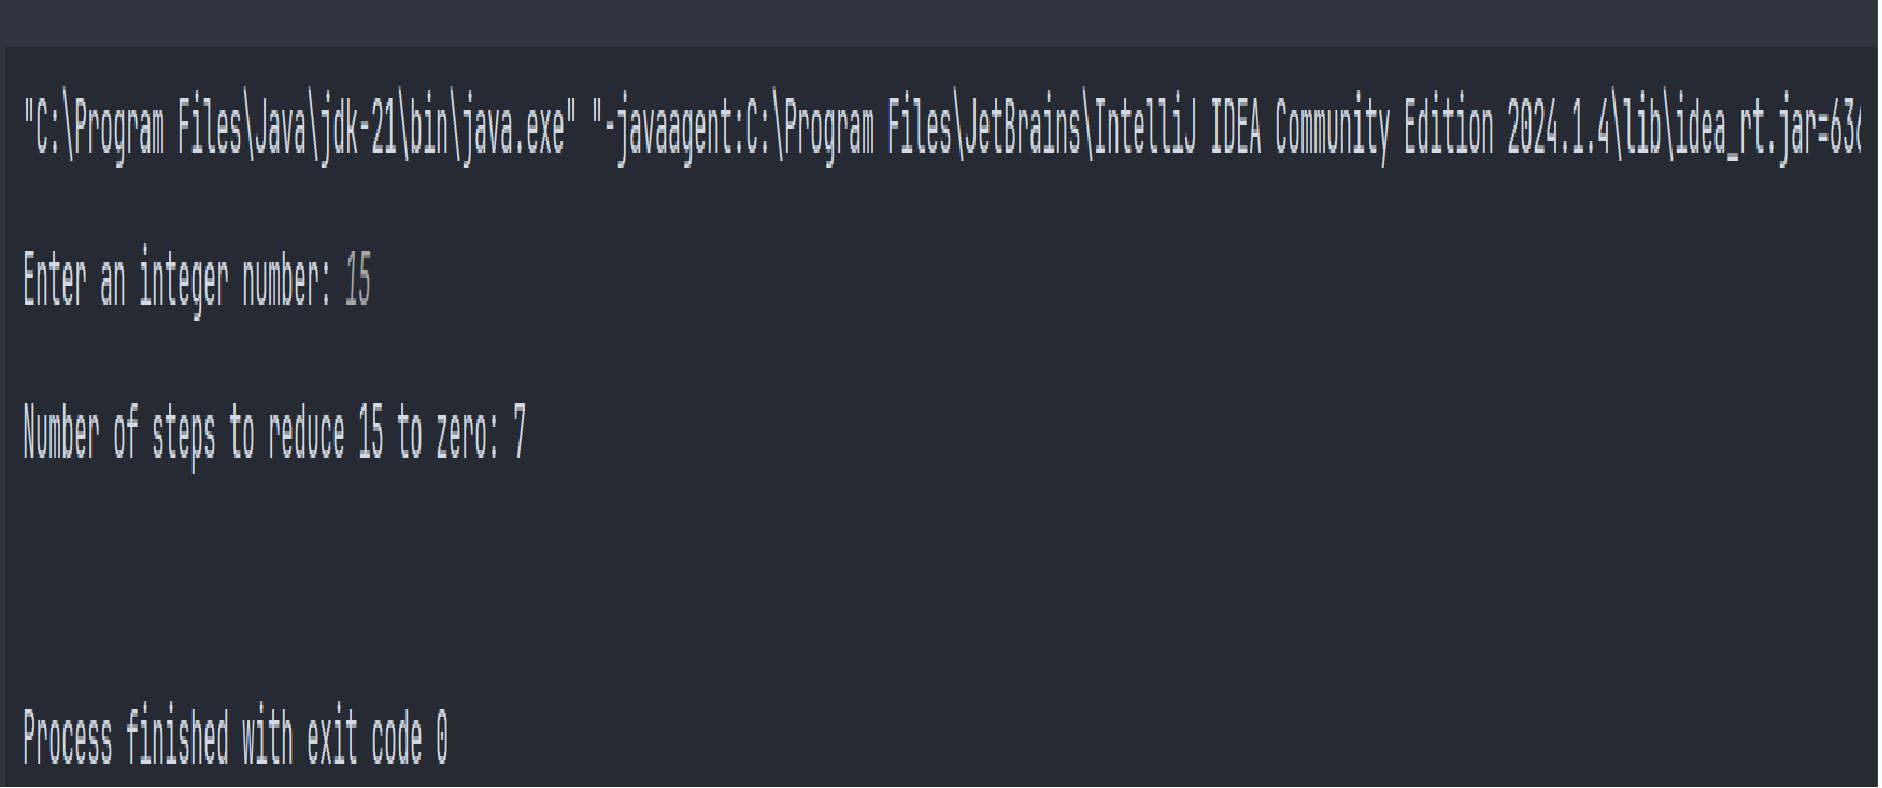 "C:\Program Files\Java\jdk-21\bin\java.exe" "-javaagent:C:\Program Files\JetBrains\IntelliJ IDEA Community Edition 2024.1.4\lib\idea_rt.jar=63
Enter an integer number: 15
Number of steps to reduce 15 to zero: 7
Process finished with exit code 0